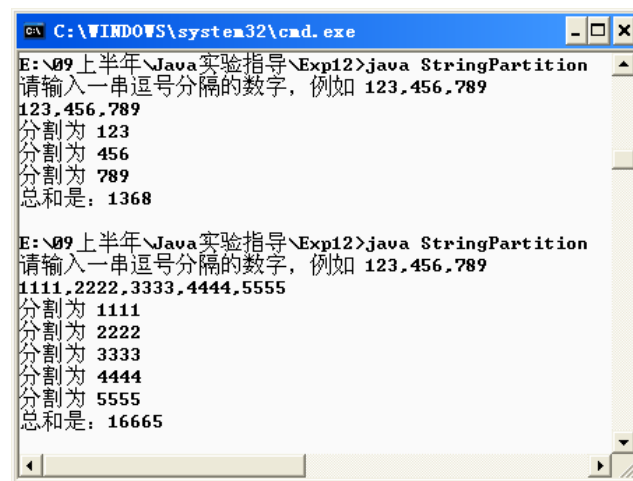 C:\WINDOWS\system32\cmd.exe
E:\09上半年\Java实验指导\Exp12>java StringPartition
请输入一串逗号分隔的数字，例如 123,456,789
123,456,789
分割为 123
分割为 456
分割为 789
总和是：1368
E:\09上半年\Java实验指导\Exp12>java StringPartition
请输入一串逗号分隔的数字，例如 123,456,789
1111,2222,3333,4444,5555
分割为 1111
分割为 2222
分割为 3333
分割为 4444
分割为 5555
总和是：16665